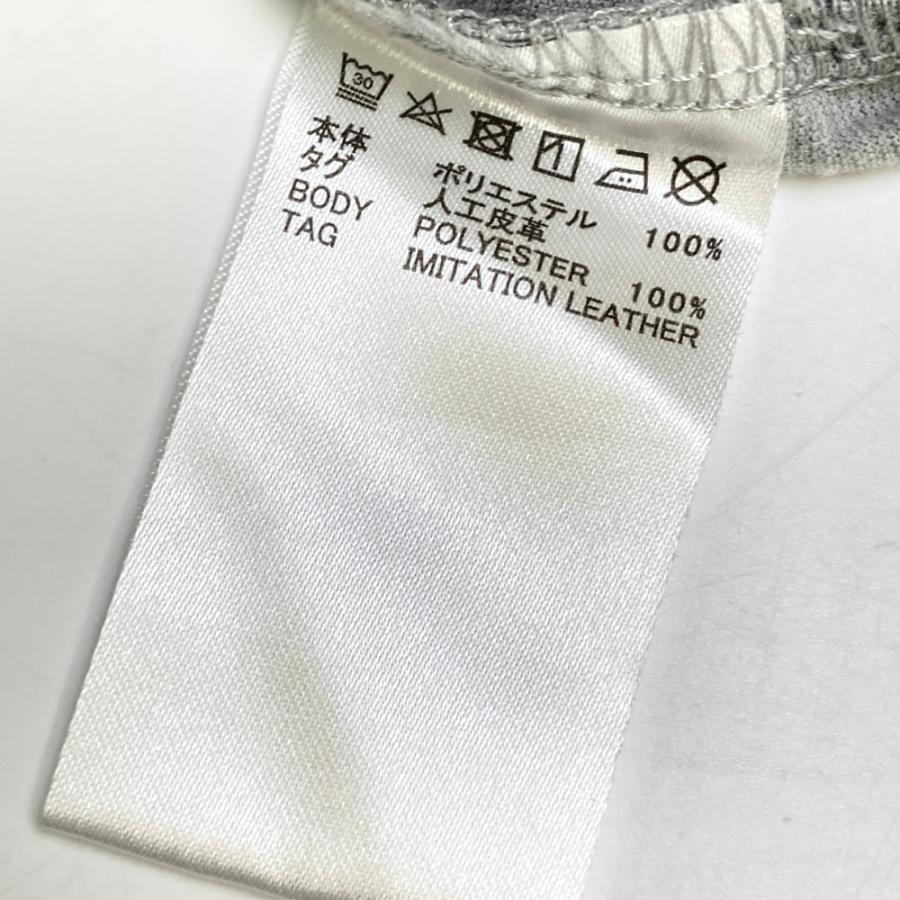 30
本体 ポリエステル 100%
タグ 人工皮革
BODY POLYESTER 100%
TAG IMITATION LEATHER